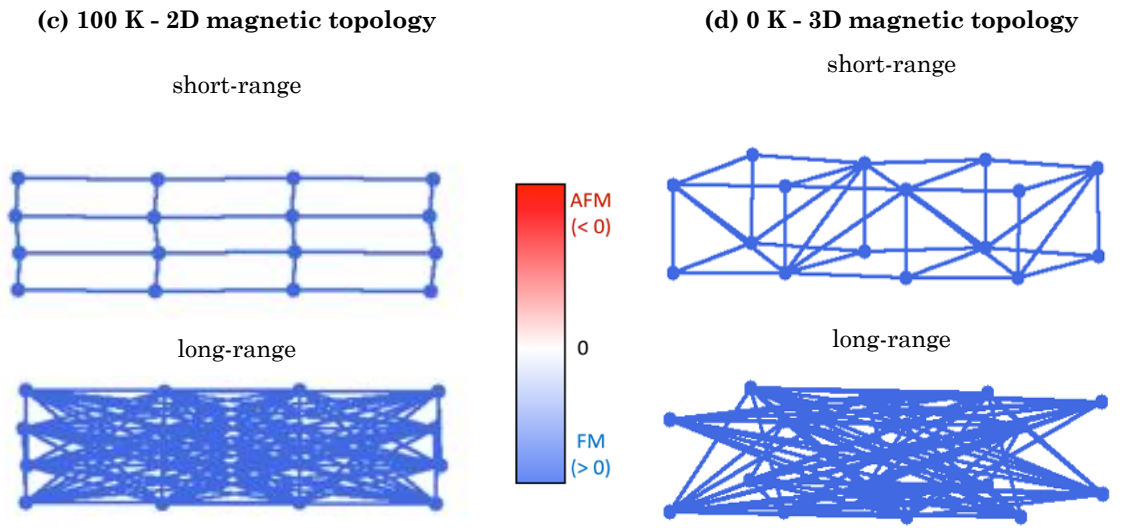 (c) 100 K - 2D magnetic topology
short-range
long-range
AFM
(< 0)
0
FM
(> 0)
(d) 0 K - 3D magnetic topology
short-range
long-range